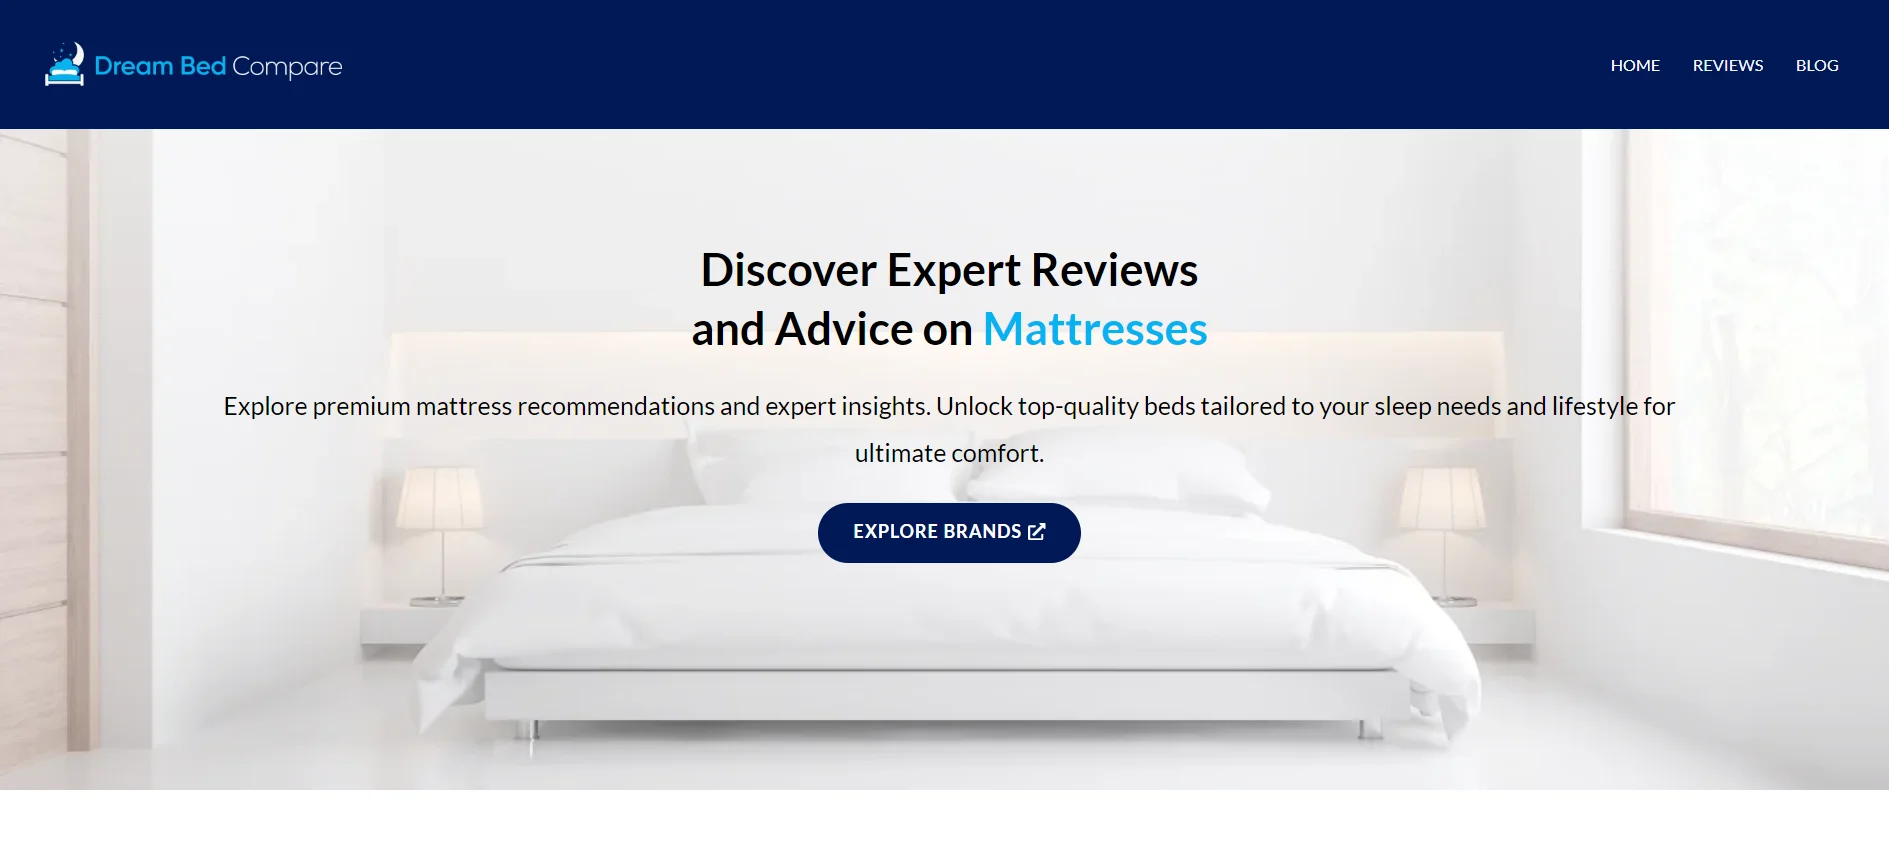 Dream Bed Compare
HOME REVIEWS BLOG
Discover Expert Reviews
and Advice on Mattresses
Explore premium mattress recommendations and expert insights. Unlock top-quality beds tailored to your sleep needs and lifestyle for
ultimate comfort.
EXPLORE BRANDS